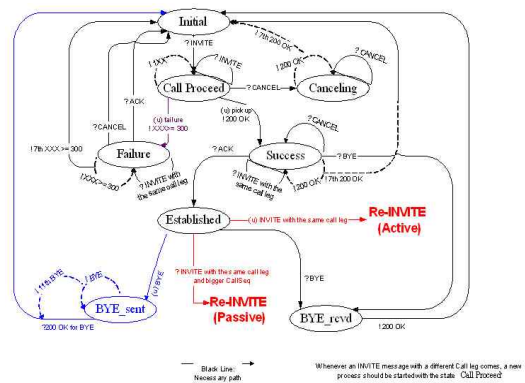 Initial
? INVITE
! 7th 200 OK
! 1XX
? INVITE
! 200 OK
? CANCEL
Call Proceed
? CANCEL
Canceling
? ACK
? CANCEL
(u) failure
! XXX >= 300
(u) pick up
! 200 OK
? CANCEL
!7th XXX >= 300
Failure
? ACK
Success
? BYE
!XXX>= 300
? INVITE with
the same call leg
? INVITE with the
same call leg
! 200 OK
!7th 200 OK
Established
(u) INVITE with the same call leg
Re-INVITE
(Active)
? INVITE with the same call leg
and bigger CallSeq
? BYE
(u) BYE
! 11th BYE
! BYE
BYE_sent
Re-INVITE
(Passive)
BYE_rcvd
?200 OK for BYE
! 200 OK
Black Line :
Necessary path
Whenever an INVITE message with a different Call leg comes, a new
process should be started with the state Call Proceed.